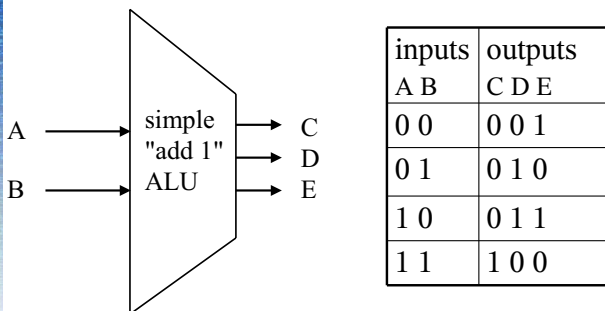 A
B
simple
"add 1"
ALU
C
D
E
inputs outputs
A B C D E
0 0 0 0 1
0 1 0 1 0
1 0 0 1 1
1 1 1 0 0